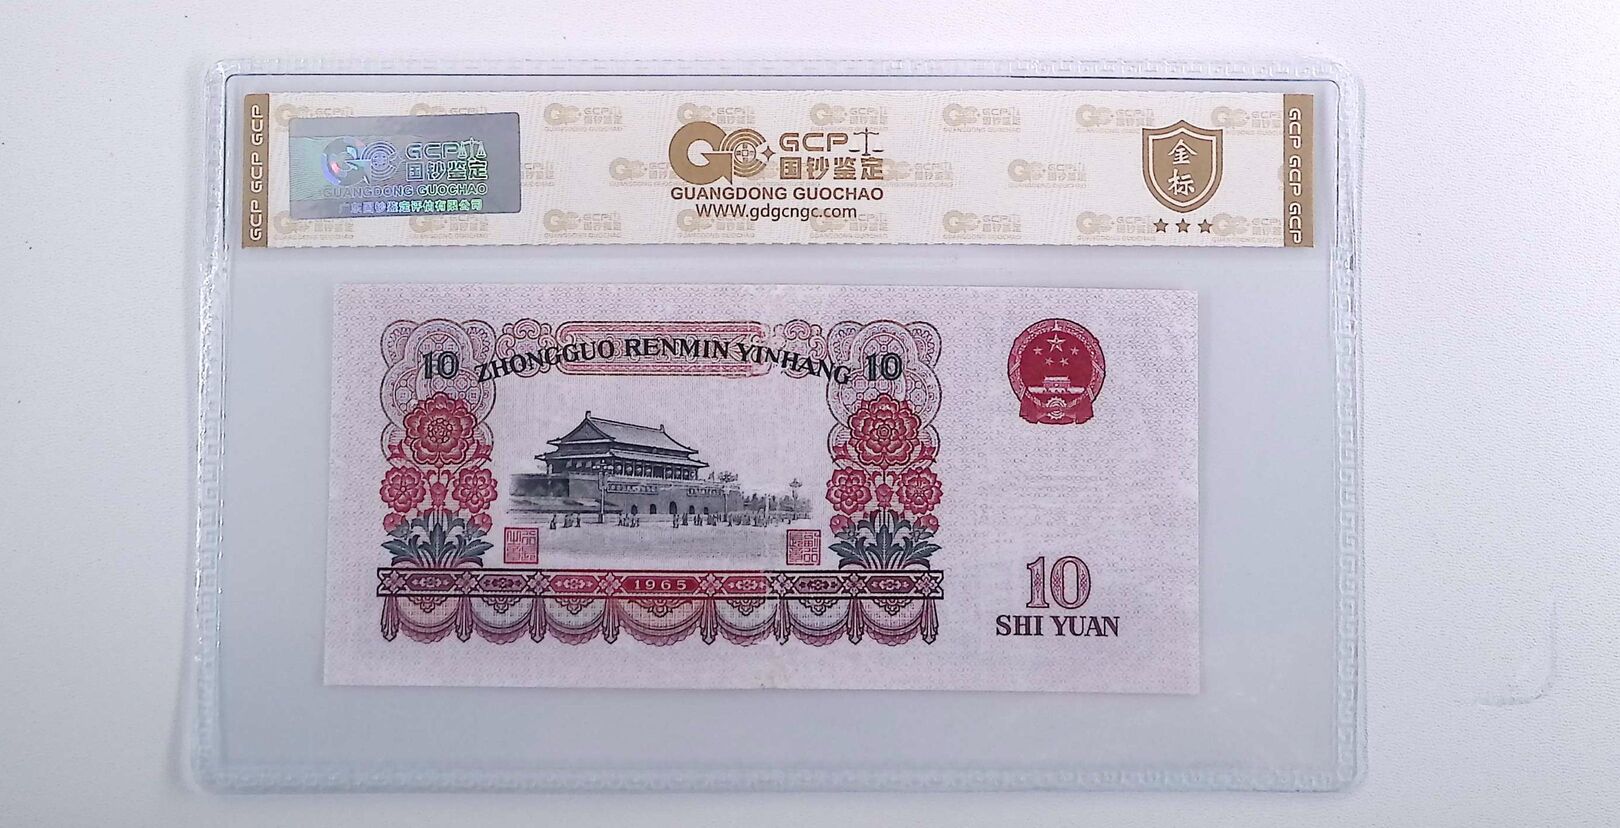 GCP GCP GCP
GCP
国钞鉴定
GUANGDONG GUOCHAO
广东国钞鉴定评估有限公司
GCP
国钞鉴定
GUANGDONG GUOCHAO
WWW.gdgcngc.com
金
标
GCP GCP GCP
10 ZHONGGUO RENMIN YINHANG 10
1965
10
SHI YUAN